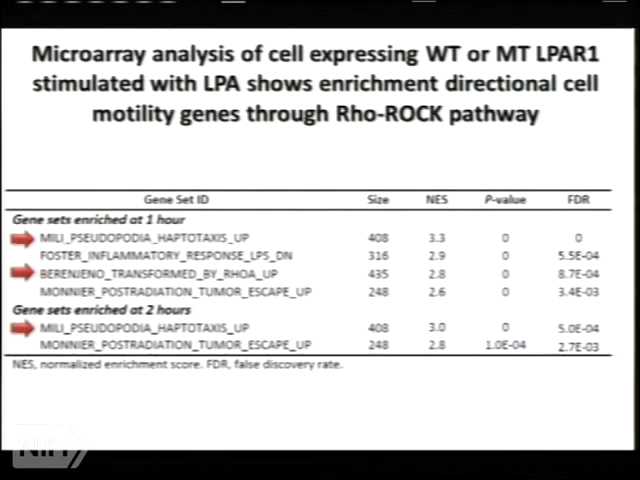 Microarray analysis of cell expressing WT or MT LPAR1
stimulated with LPA shows enrichment directional cell
motility genes through Rho-ROCK pathway
Gene Set ID Size NES P-value FDR
Gene sets enriched at 1 hour
MILI_PSEUDOPODIA_HAPTOTAXIS_UP 408 3.3 0 0
FOSTER_INFLAMMATORY_RESPONSE_LPS_DN 316 2.9 0 5.5E-04
BERENJENO_TRANSFORMED_BY_RHOA_UP 435 2.8 0 8.7E-04
MONNIER_POSTRADIATION_TUMOR_ESCAPE_UP 248 2.6 0 3.4E-03
Gene sets enriched at 2 hours
MILI_PSEUDOPODIA_HAPTOTAXIS_UP 408 3.0 0 5.0E-04
MONNIER_POSTRADIATION_TUMOR_ESCAPE_UP 248 2.8 1.0E-04 2.7E-03
NES, normalized enrichment score. FDR, false discovery rate.
NIH